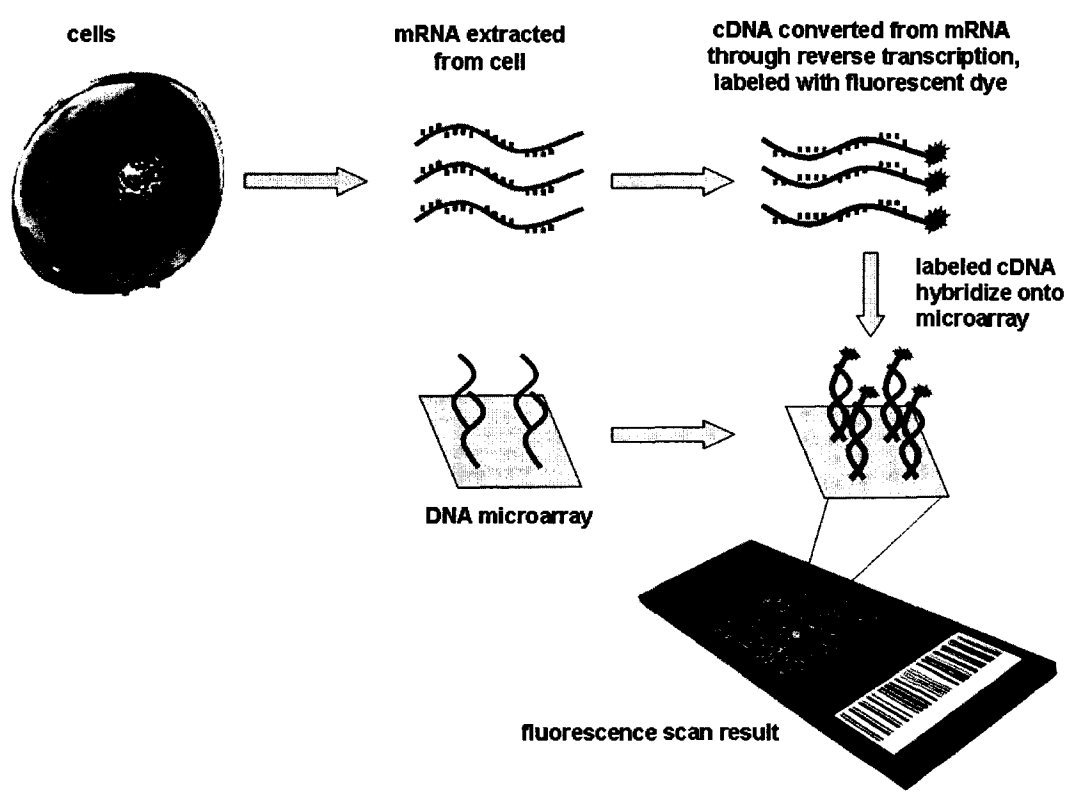 cells
mRNA extracted
from cell
cDNA converted from mRNA
through reverse transcription,
labeled with fluorescent dye
labeled cDNA
hybridize onto
microarray
DNA microarray
fluorescence scan result